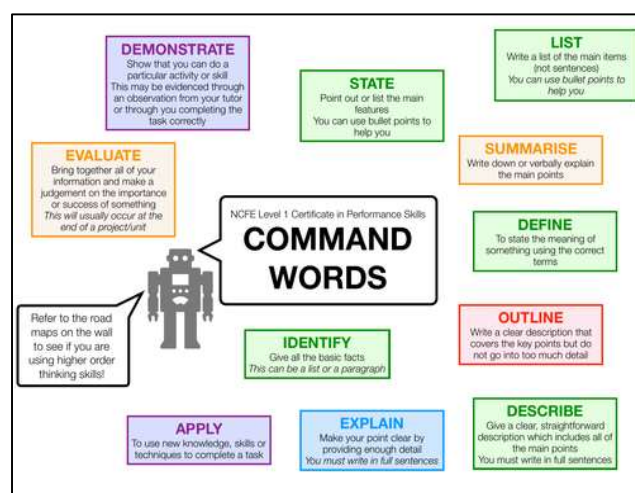 DEMONSTRATE
Show that you can do a
particular activity or skill
This may be evidenced through
an observation from your tutor
or through you completing the
task correctly
STATE
Point out or list the main
features
You can use bullet points to
help you
LIST
Write a list of the main items
(not sentences)
You can use bullet points to
help you
EVALUATE
Bring together all of your
information and make a
judgement on the importance
or success of something
This will usually occur at the
end of a project/unit
SUMMARISE
Write down or verbally explain
the main points
NCFE Level 1 Certificate in Performance Skills
COMMAND
WORDS
DEFINE
To state the meaning of
something using the correct
terms
Refer to the road
maps on the wall
to see if you are
using higher order
thinking skills!
IDENTIFY
Give all the basic facts
This can be a list or a paragraph
OUTLINE
Write a clear description that
covers the key points but do
not go into too much detail
APPLY
To use new knowledge, skills or
techniques to complete a task
EXPLAIN
Make your point clear by
providing enough detail
You must write in full sentences
DESCRIBE
Give a clear, straightforward
description which includes all of
the main points
You must write in full sentences